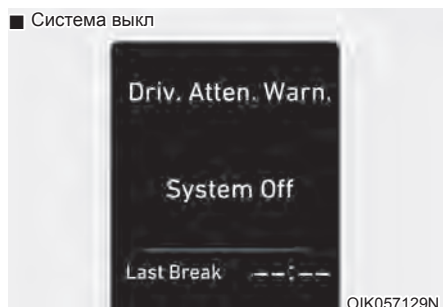 ■ Система выкл
Driv. Atten. Warn.
System Off
Last Break --:--
OIK057129N